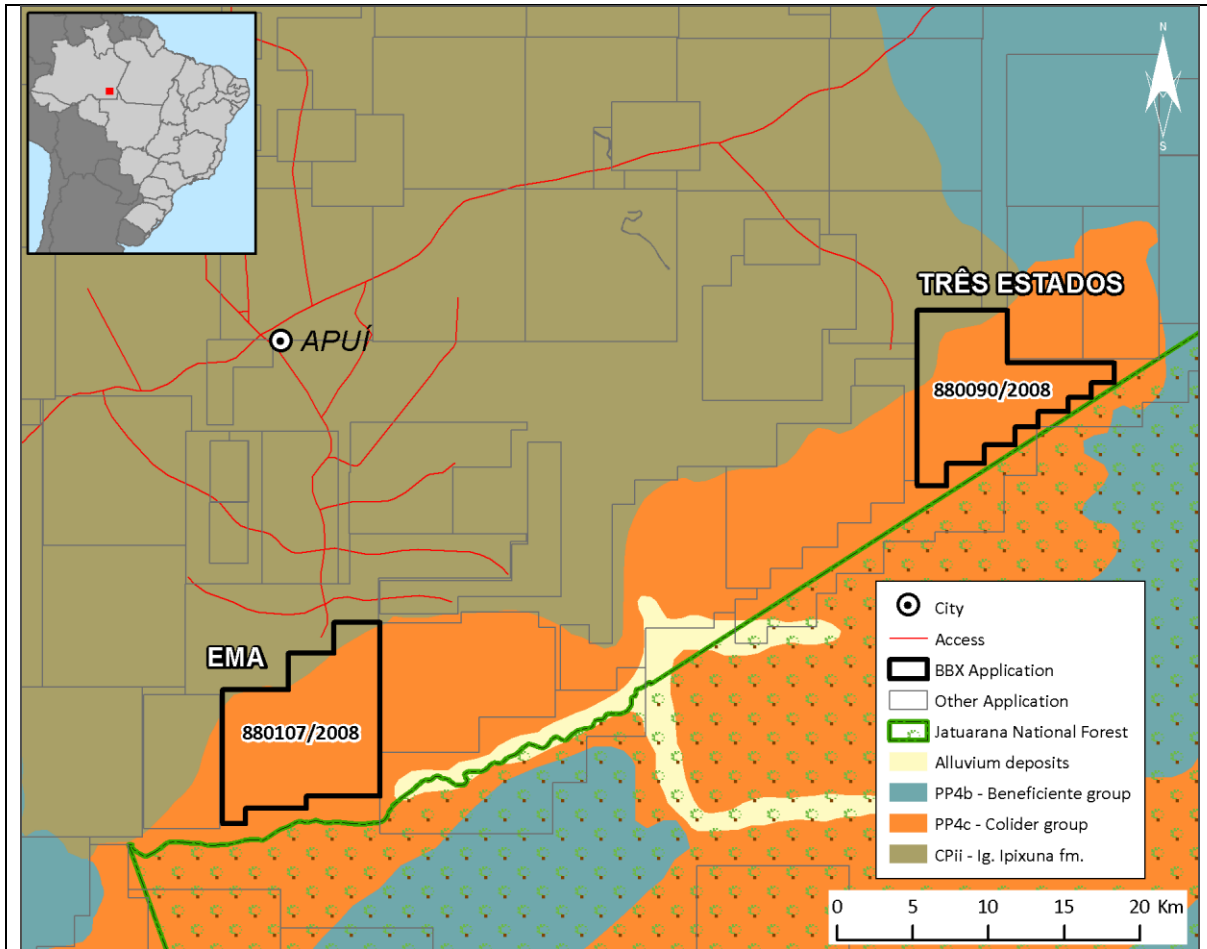 N
S
TRÊS ESTADOS
APUÍ
880090/2008
EMA
880107/2008
City
Access
BBX Application
Other Application
Jatuarana National Forest
Alluvium deposits
PP4b - Beneficiente group
PP4c - Colider group
CPii - Ig. Ipixuna fm.
0 5 10 15 20 Km